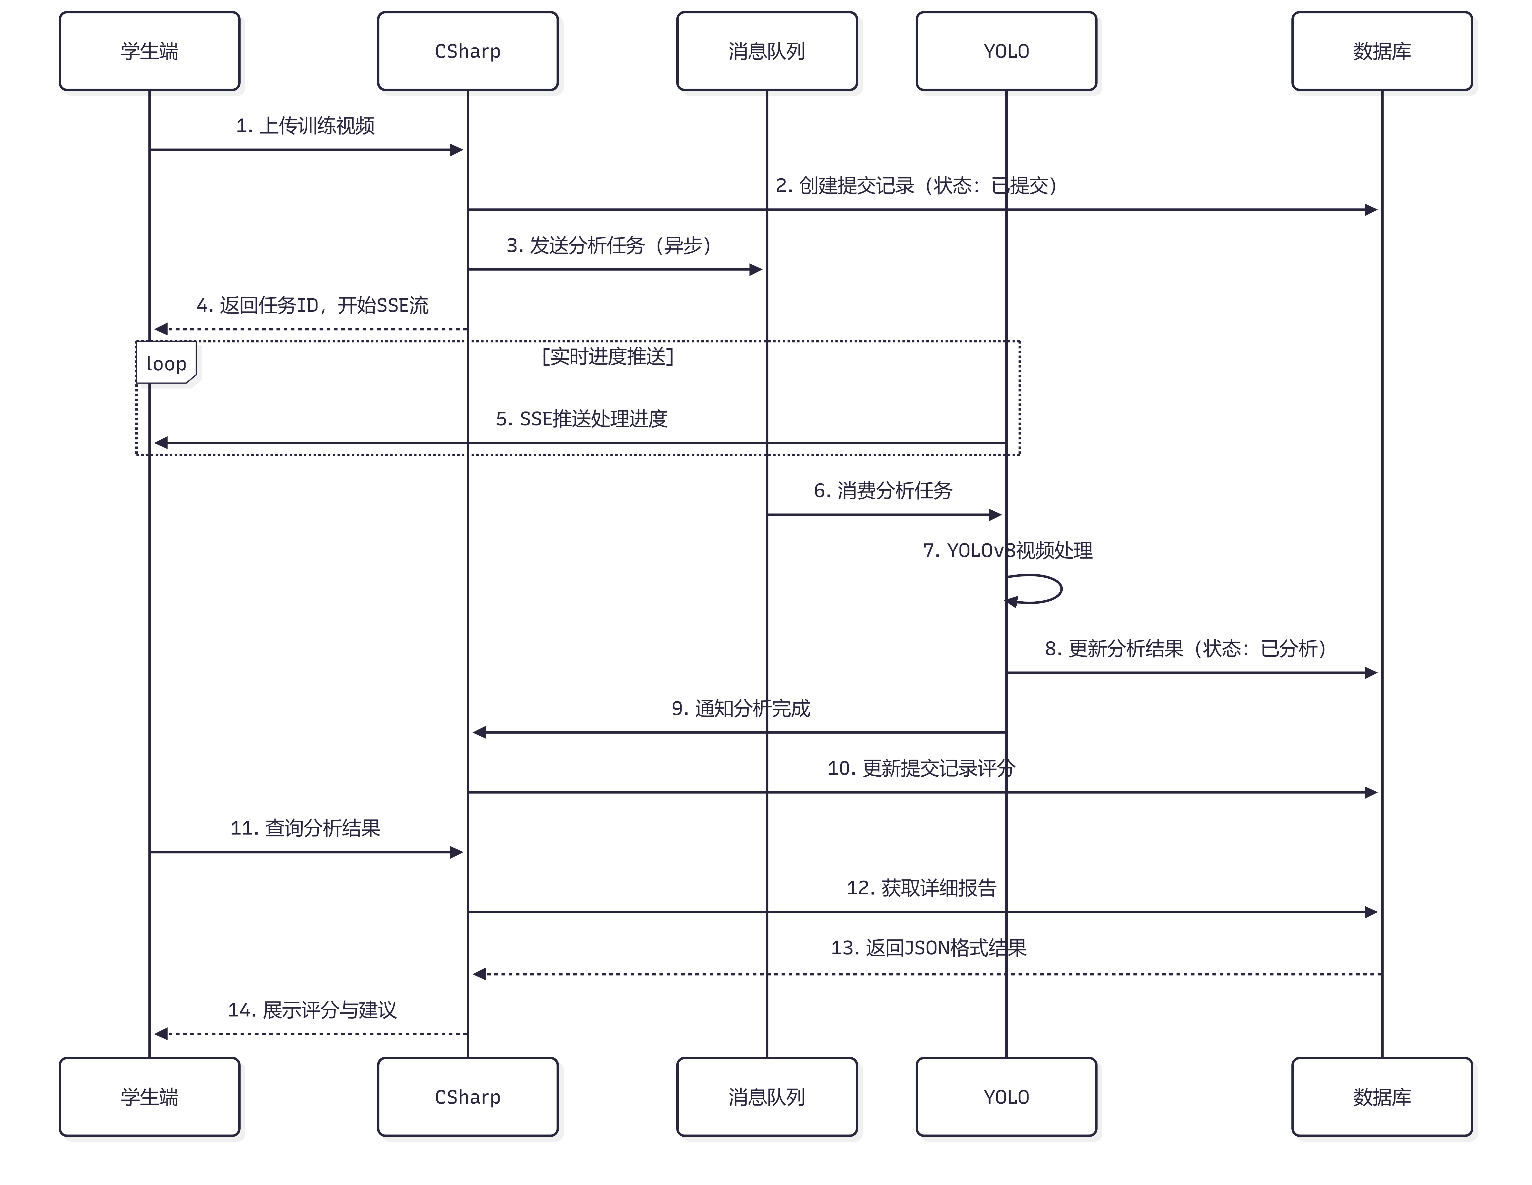 学生端
CSharp
消息队列
YOLO
数据库
1. 上传训练视频
2. 创建提交记录（状态：已提交）
3. 发送分析任务（异步）
4. 返回任务ID，开始SSE流
loop
[实时进度推送]
5. SSE推送处理进度
6. 消费分析任务
7. YOLOv8视频处理
8. 更新分析结果（状态：已分析）
9. 通知分析完成
10. 更新提交记录评分
11. 查询分析结果
12. 获取详细报告
13. 返回JSON格式结果
14. 展示评分与建议
学生端
CSharp
消息队列
YOLO
数据库